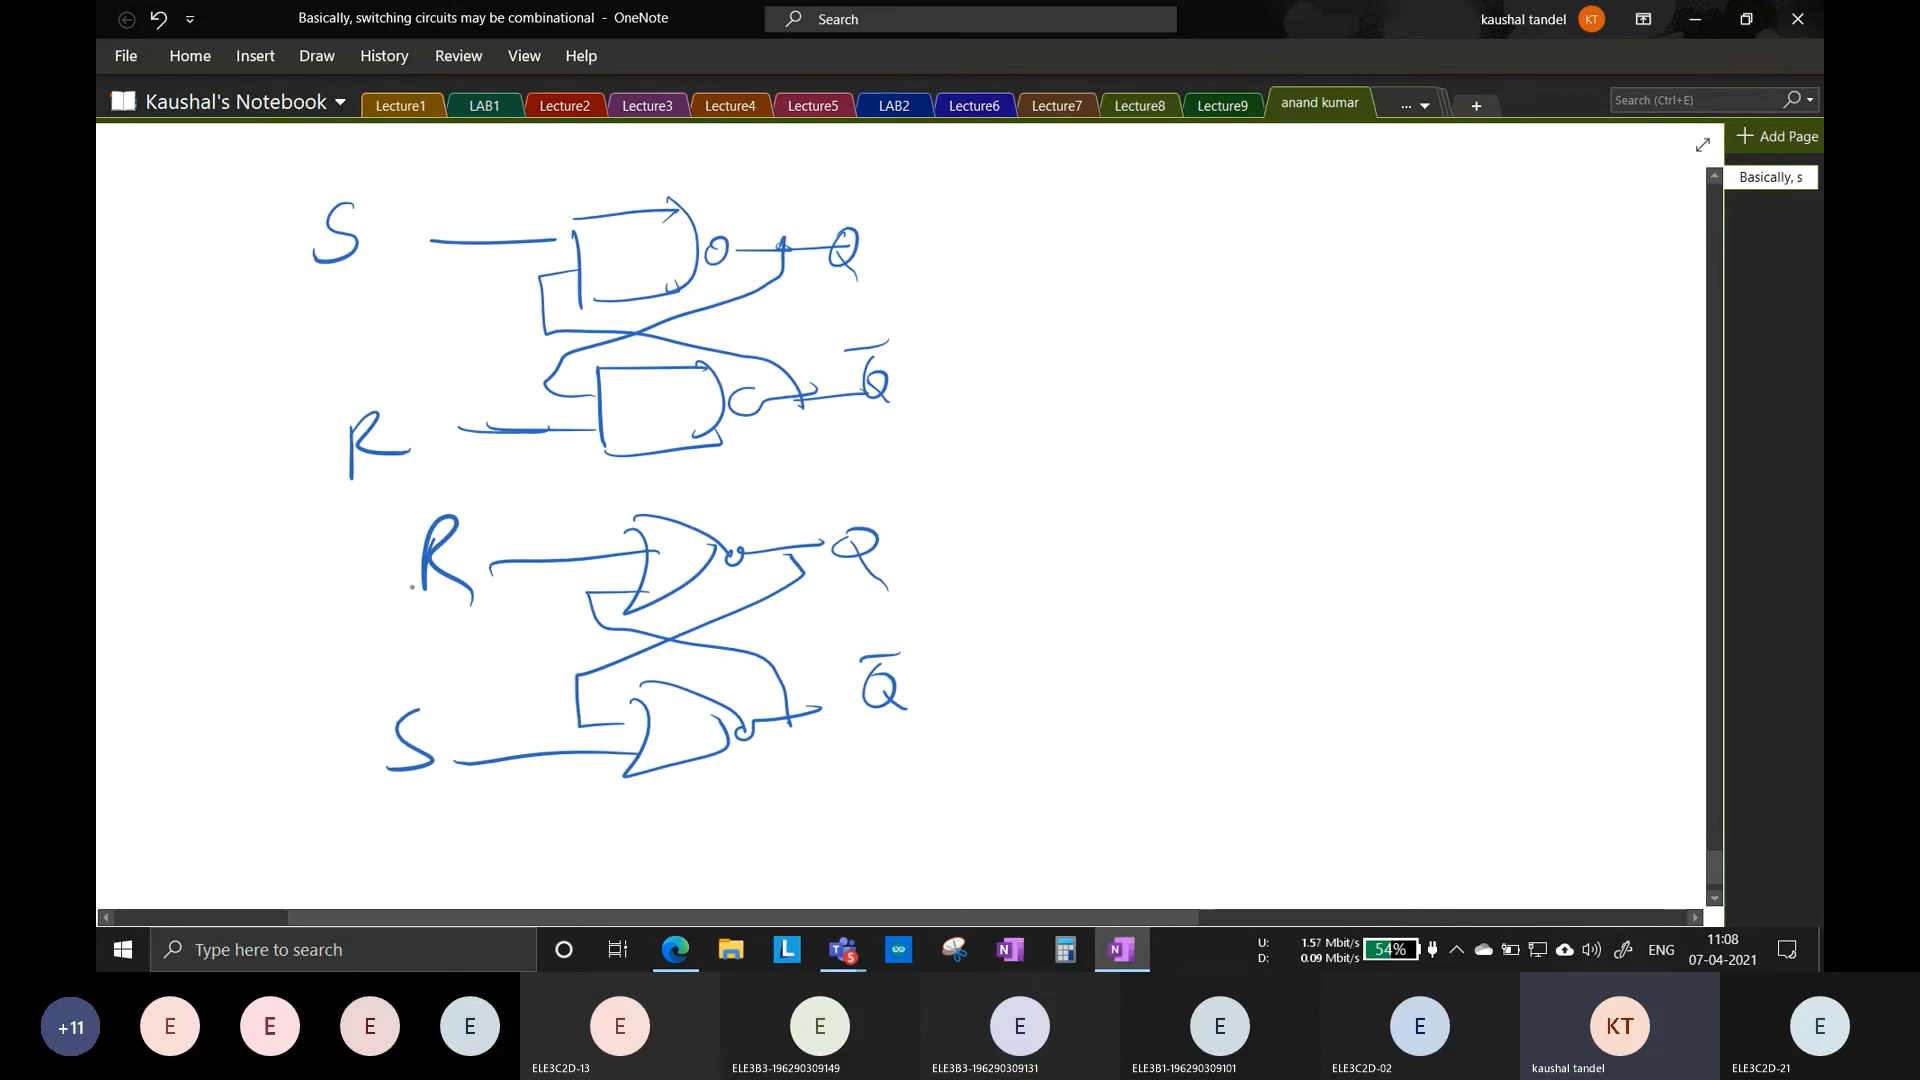 Basically, switching circuits may be combinational - OneNote
Search
kaushal tandel
KT
File Home Insert Draw History Review View Help
Kaushal's Notebook
Lecture1 LAB1 Lecture2 Lecture3 Lecture4 Lecture5 LAB2 Lecture6 Lecture7 Lecture8 Lecture9 anand kumar ... +
Search (Ctrl+E)
Add Page
Basically, s
S
Q
Q̅
R
R
Q
Q̅
S
Type here to search
L
5
U: 1.57 Mbit/s
D: 0.09 Mbit/s
54%
ENG
11:08
07-04-2021
+11
E
E
E
E
E
E
E
E
E
KT
E
ELE3C2D-13
ELE3B3-196290309149
ELE3B3-196290309131
ELE3B1-196290309101
ELE3C2D-02
kaushal tandel
ELE3C2D-21